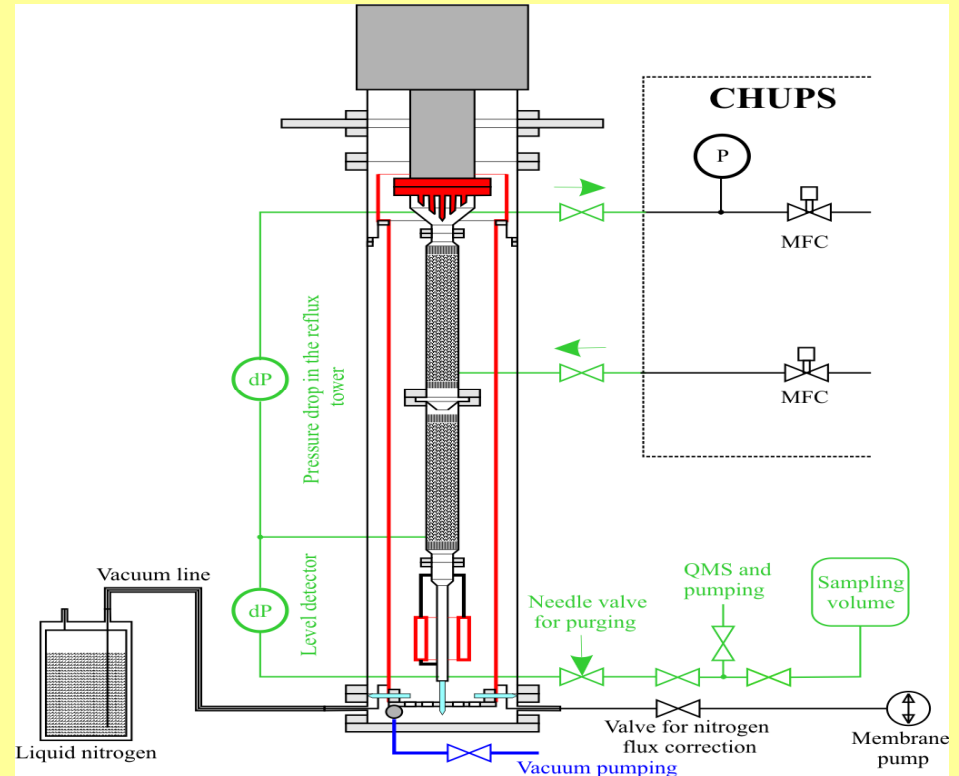 CHUPS
P
MFC
MFC
dP
Pressure drop in the reflux
tower
dP
Level detector
Vacuum line
Liquid nitrogen
Needle valve
for purging
QMS and
pumping
Sampling
volume
Valve for nitrogen
flux correction
Membrane
pump
Vacuum pumping